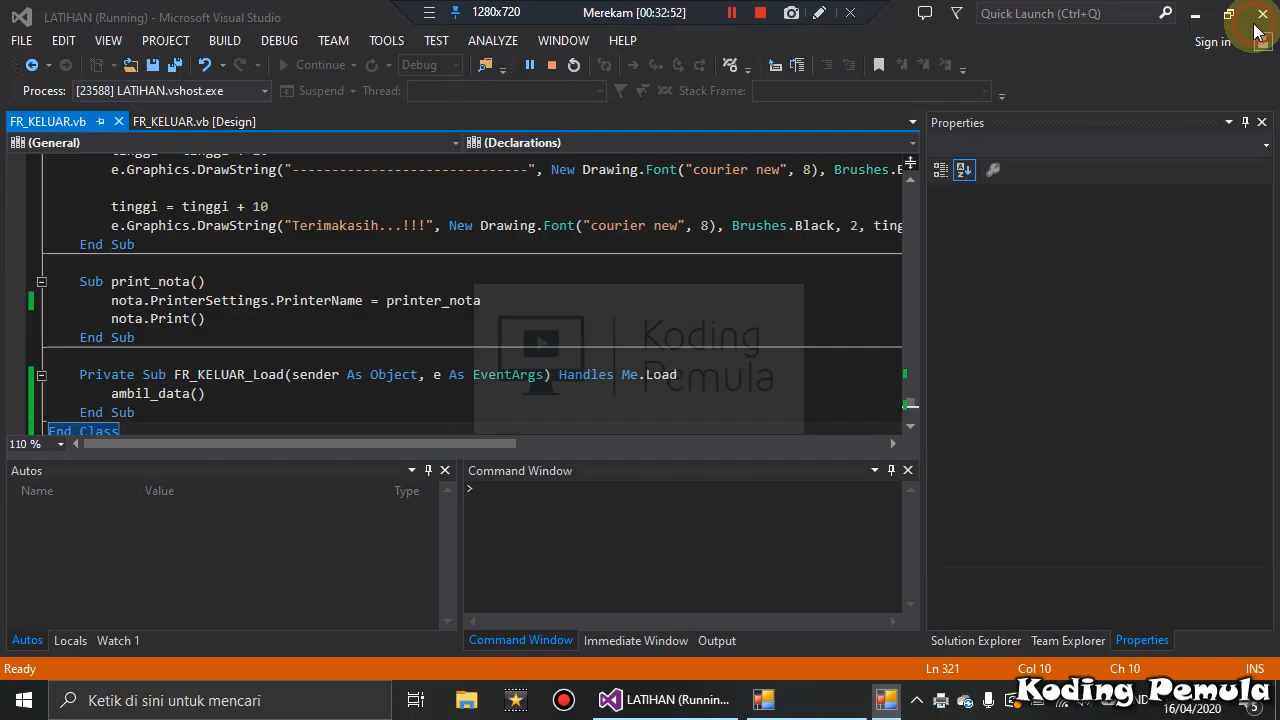 LATIHAN (Running) - Microsoft Visual Studio
1280x720
Merekam [00:32:52]
Quick Launch (Ctrl+Q)
FILE EDIT VIEW PROJECT BUILD DEBUG TEAM TOOLS TEST ANALYZE WINDOW HELP
Sign in
Continue
Debug
Process:
[23588] LATIHAN.vshost.exe
Suspend
Thread:
Stack Frame:
FR_KELUAR.vb
FR_KELUAR.vb [Design]
Properties
(General)
(Declarations)
e.Graphics.DrawString("------------------------------", New Drawing.Font("courier new", 8), Brushes.B
tinggi = tinggi + 10
e.Graphics.DrawString("Terimakasih...!!!", New Drawing.Font("courier new", 8), Brushes.Black, 2, ting
End Sub
Sub print_nota()
nota.PrinterSettings.PrinterName = printer_nota
nota.Print()
End Sub
Koding
Pemula
Private Sub FR_KELUAR_Load(sender As Object, e As EventArgs) Handles Me.Load
ambil_data()
End Sub
End Class
110 %
Autos
Name Value Type
Command Window
>
Autos Locals Watch 1
Command Window Immediate Window Output
Solution Explorer Team Explorer Properties
Ready
Ln 321 Col 10 Ch 10 INS
Ketik di sini untuk mencari
LATIHAN (Runnin...
Koding Pemula
16/04/2020
5